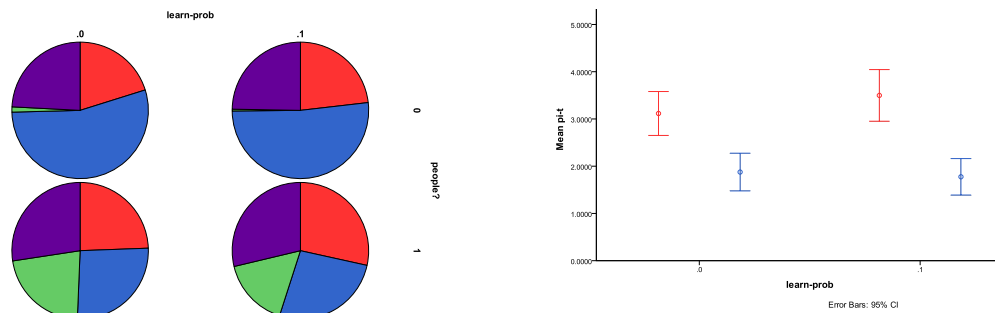 learn-prob
.0
.1
0
people?
1
5.0000
4.0000
3.0000
2.0000
1.0000
0.0000
Mean pi-t
.0
.1
learn-prob
Error Bars: 95% CI